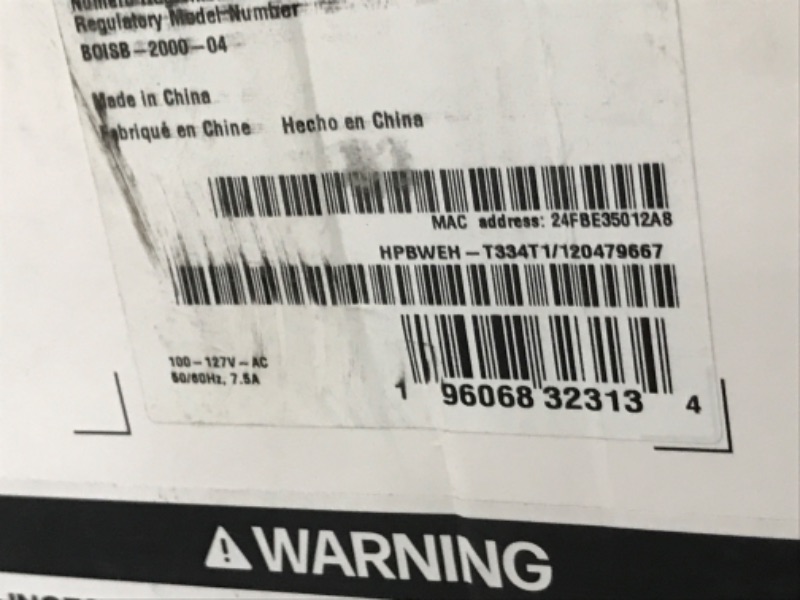 Regulatory Model Number
BOISB-2000-04
Made in China
Fabriqué en Chine Hecho en China
MAC address: 24FBE35012A8
HPBWEH-T334T1/120479667
100-127V~AC
50/60Hz, 7.5A
1 96068 32313 4
WARNING